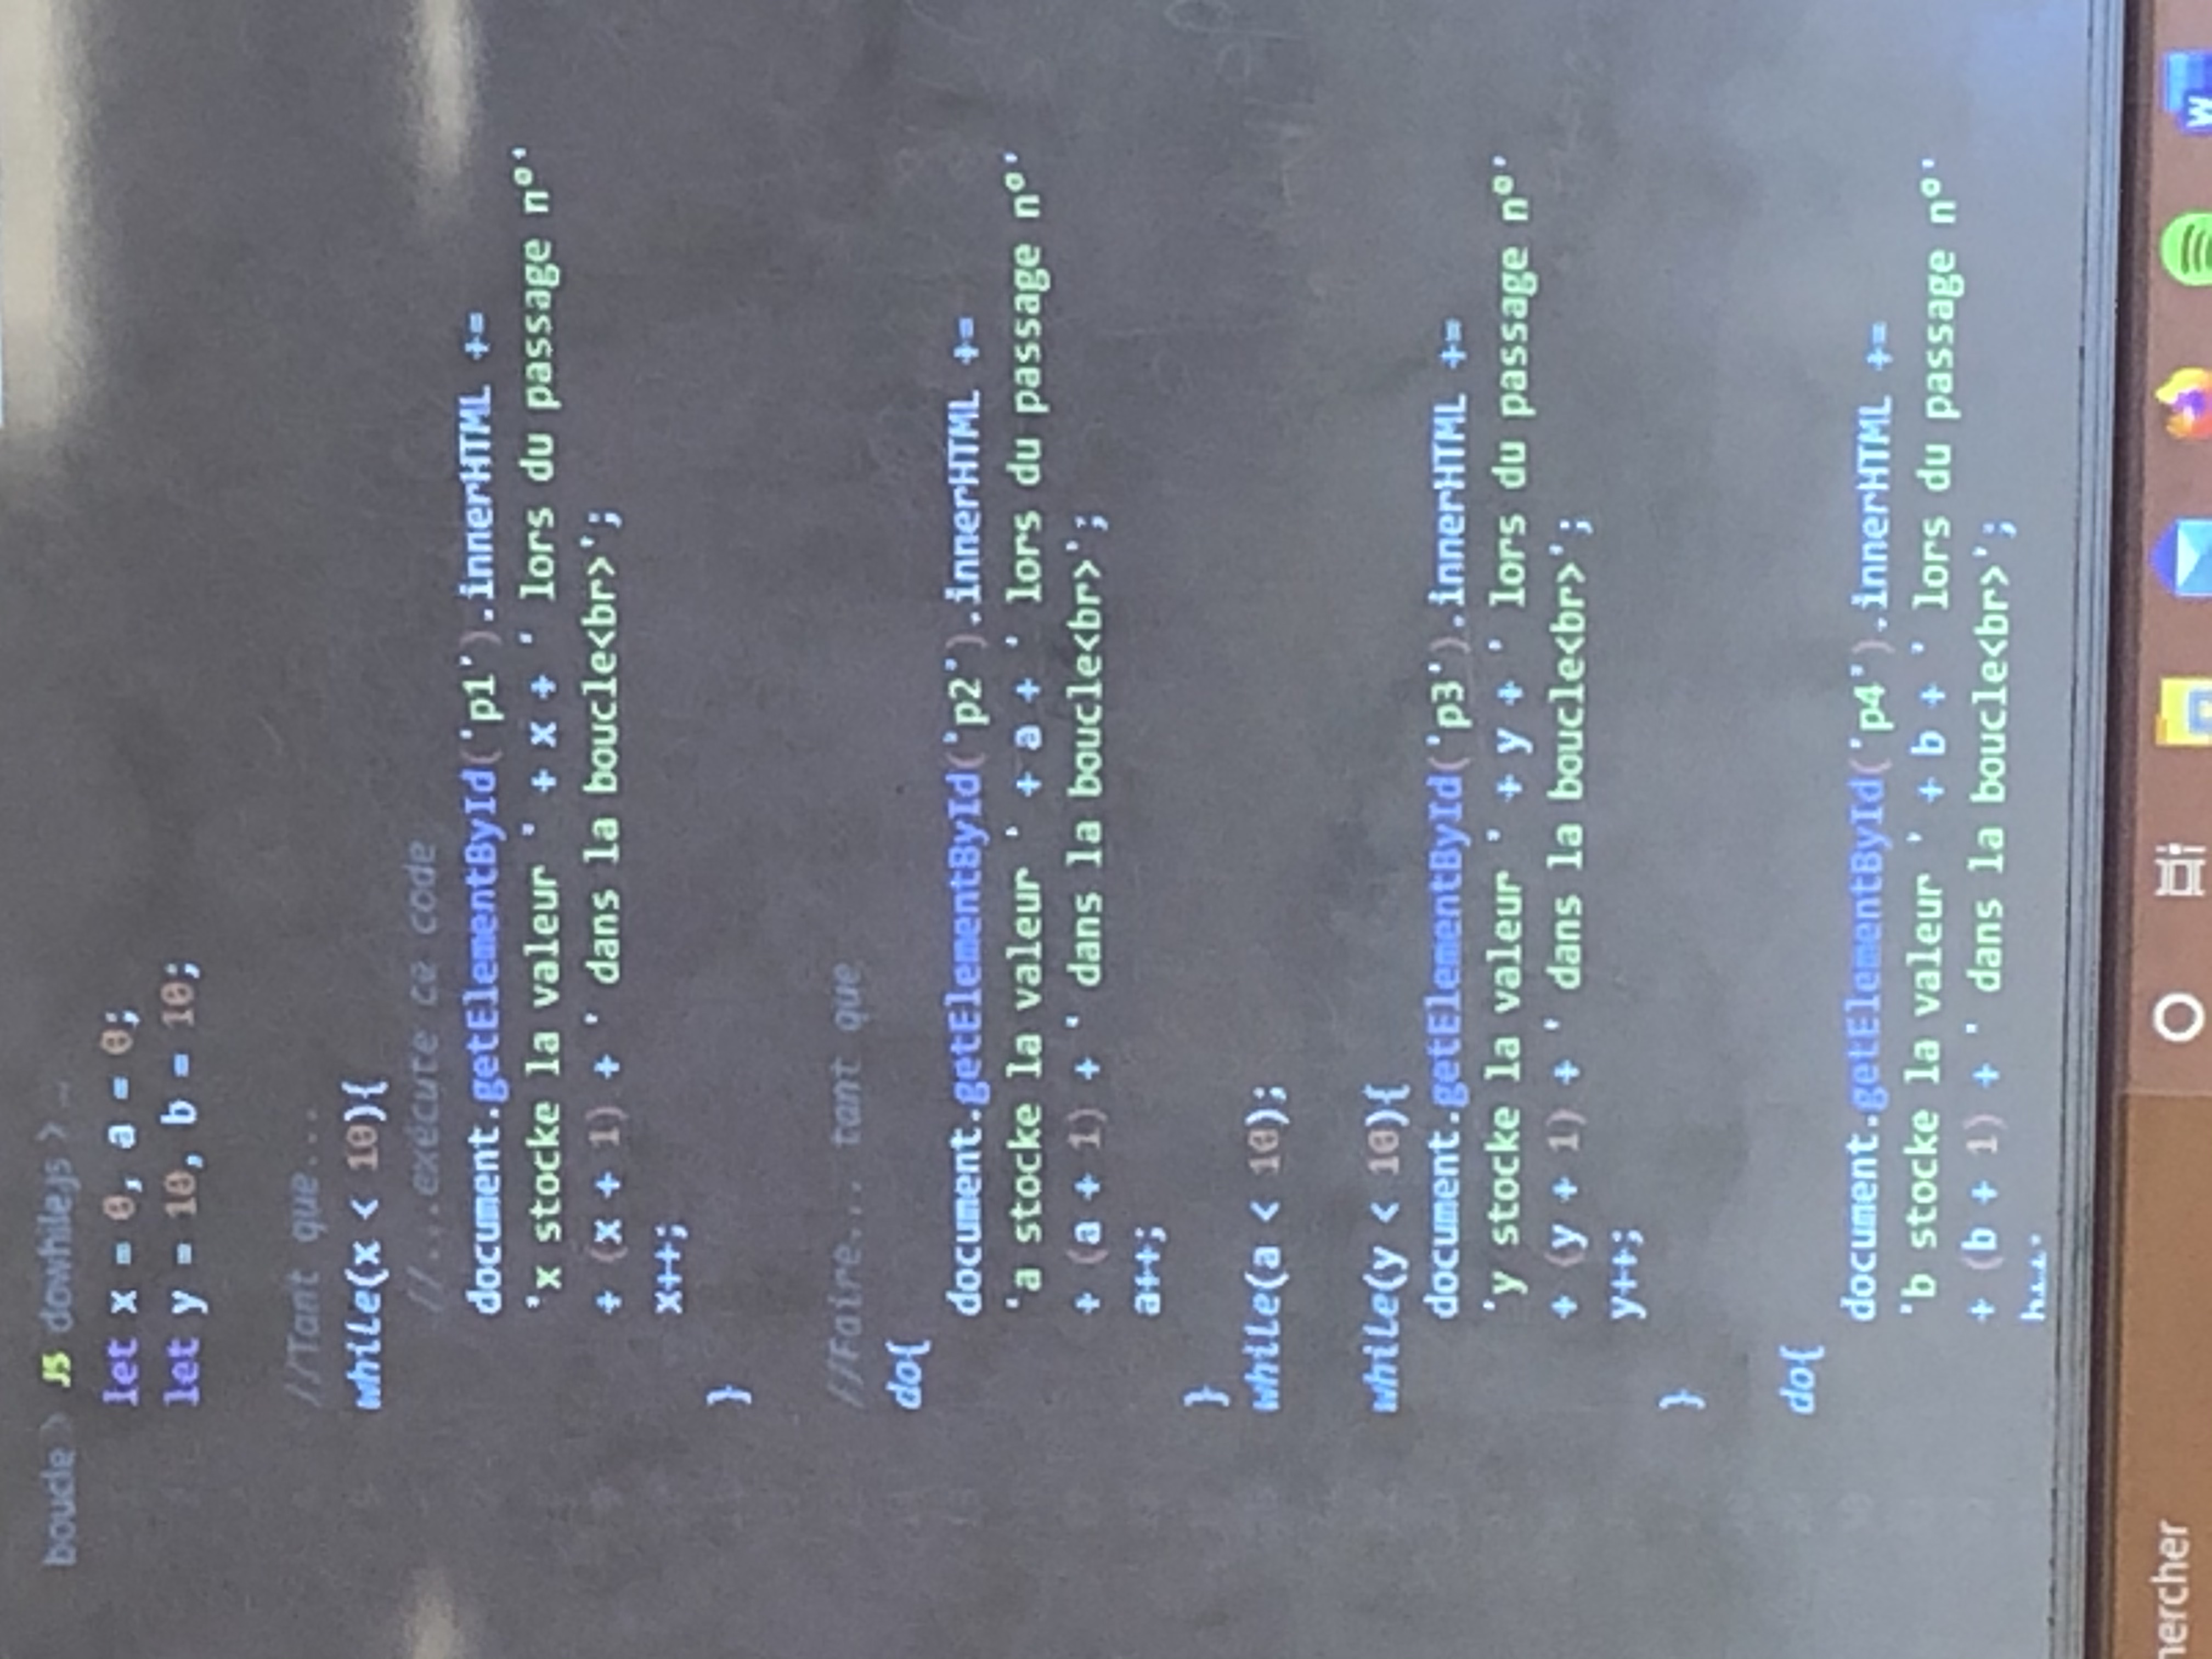 boucle > JS dowhile.js > ...
let x = 0, a = 0;
let y = 10, b = 10;
//Tant que...
while(x < 10){
//...exécute ce code
document.getElementById('p1').innerHTML +=
'x stocke la valeur ' + x + ' lors du passage n°'
+ (x + 1) + ' dans la boucle<br>';
x++;
}
//Faire... tant que
do{
document.getElementById('p2').innerHTML +=
'a stocke la valeur ' + a + ' lors du passage n°'
+ (a + 1) + ' dans la boucle<br>';
a++;
}
while(a < 10);
while(y < 10){
document.getElementById('p3').innerHTML +=
'y stocke la valeur ' + y + ' lors du passage n°'
+ (y + 1) + ' dans la boucle<br>';
y++;
}
do{
document.getElementById('p4').innerHTML +=
'b stocke la valeur ' + b + ' lors du passage n°'
+ (b + 1) + ' dans la boucle<br>';
hercher
W